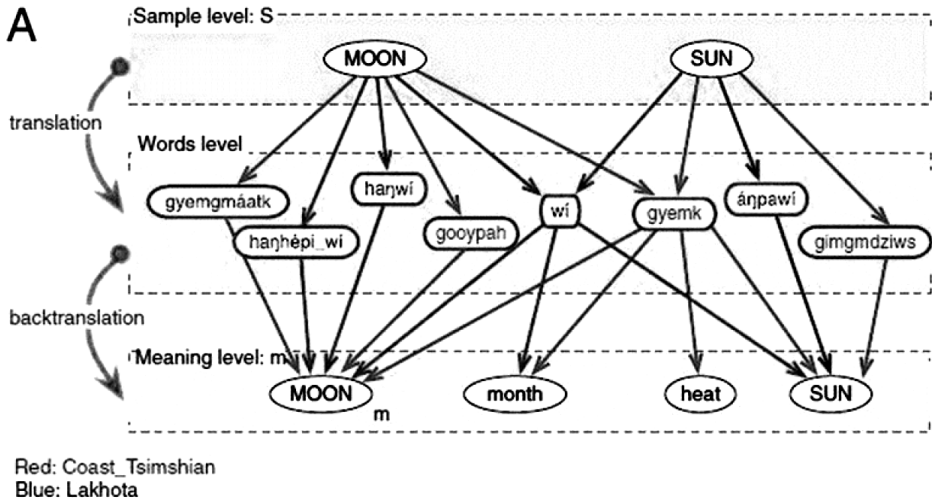 A
Sample level: S
MOON
SUN
translation
Words level
gyemgmáatk
haŋhépi_wí
haŋwí
gooypah
wí
gyemk
áŋpawí
gimgmdziws
backtranslation
Meaning level: m
MOON
m
month
heat
SUN
Red: Coast_Tsimshian
Blue: Lakhota